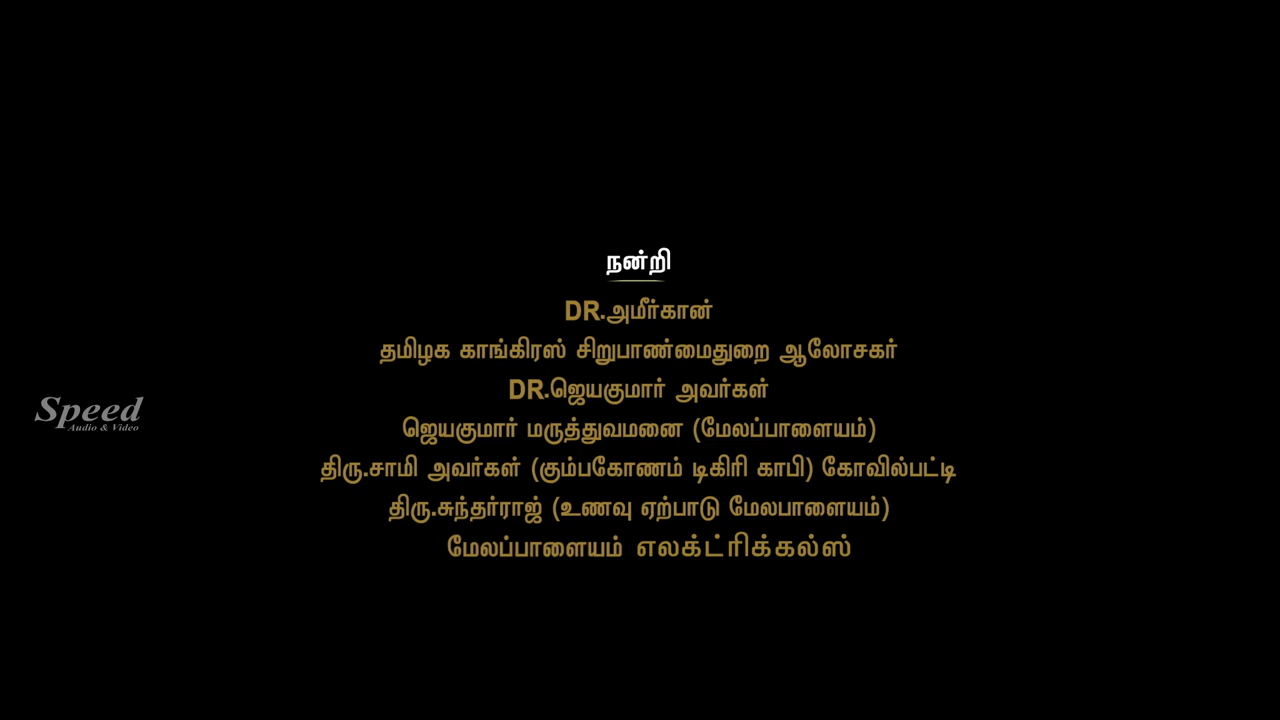 நன்றி
DR.அமீர்கான்
தமிழக காங்கிரஸ் சிறுபாண்மைதுறை ஆலோசகர்
DR.ஜெயகுமார் அவர்கள்
ஜெயகுமார் மருத்துவமனை (மேலப்பாளையம்)
திரு.சாமி அவர்கள் (கும்பகோணம் டிகிரி காபி) கோவில்பட்டி
திரு.சுந்தர்ராஜ் (உணவு ஏற்பாடு மேலபாளையம்)
மேலப்பாளையம் எலக்ட்ரிக்கல்ஸ்
Speed
Audio & Video